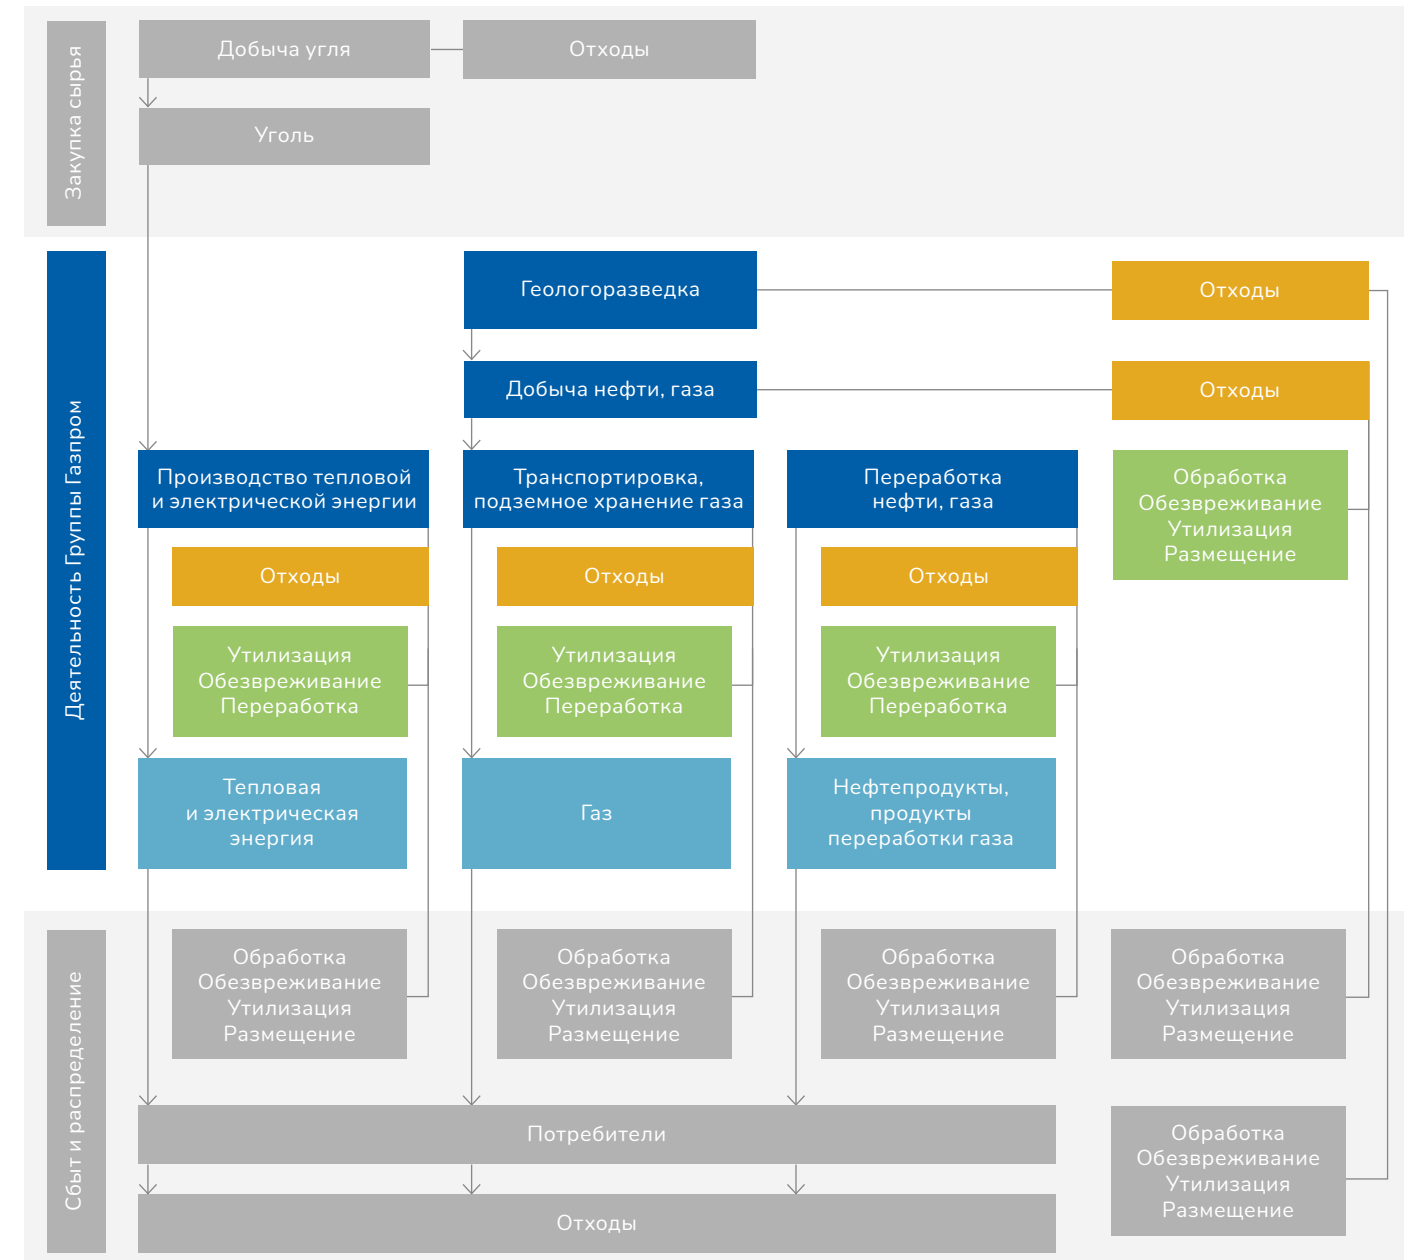 Закупка сырья
Добыча угля
Отходы
Уголь
Деятельность Группы Газпром
Геологоразведка
Отходы
Добыча нефти, газа
Отходы
Производство тепловой
и электрической энергии
Транспортировка,
подземное хранение газа
Переработка
нефти, газа
Обработка
Обезвреживание
Утилизация
Размещение
Отходы
Отходы
Отходы
Утилизация
Обезвреживание
Переработка
Утилизация
Обезвреживание
Переработка
Утилизация
Обезвреживание
Переработка
Тепловая
и электрическая
энергия
Газ
Нефтепродукты,
продукты
переработки газа
Сбыт и распределение
Обработка
Обезвреживание
Утилизация
Размещение
Обработка
Обезвреживание
Утилизация
Размещение
Обработка
Обезвреживание
Утилизация
Размещение
Обработка
Обезвреживание
Утилизация
Размещение
Потребители
Обработка
Обезвреживание
Утилизация
Размещение
Отходы